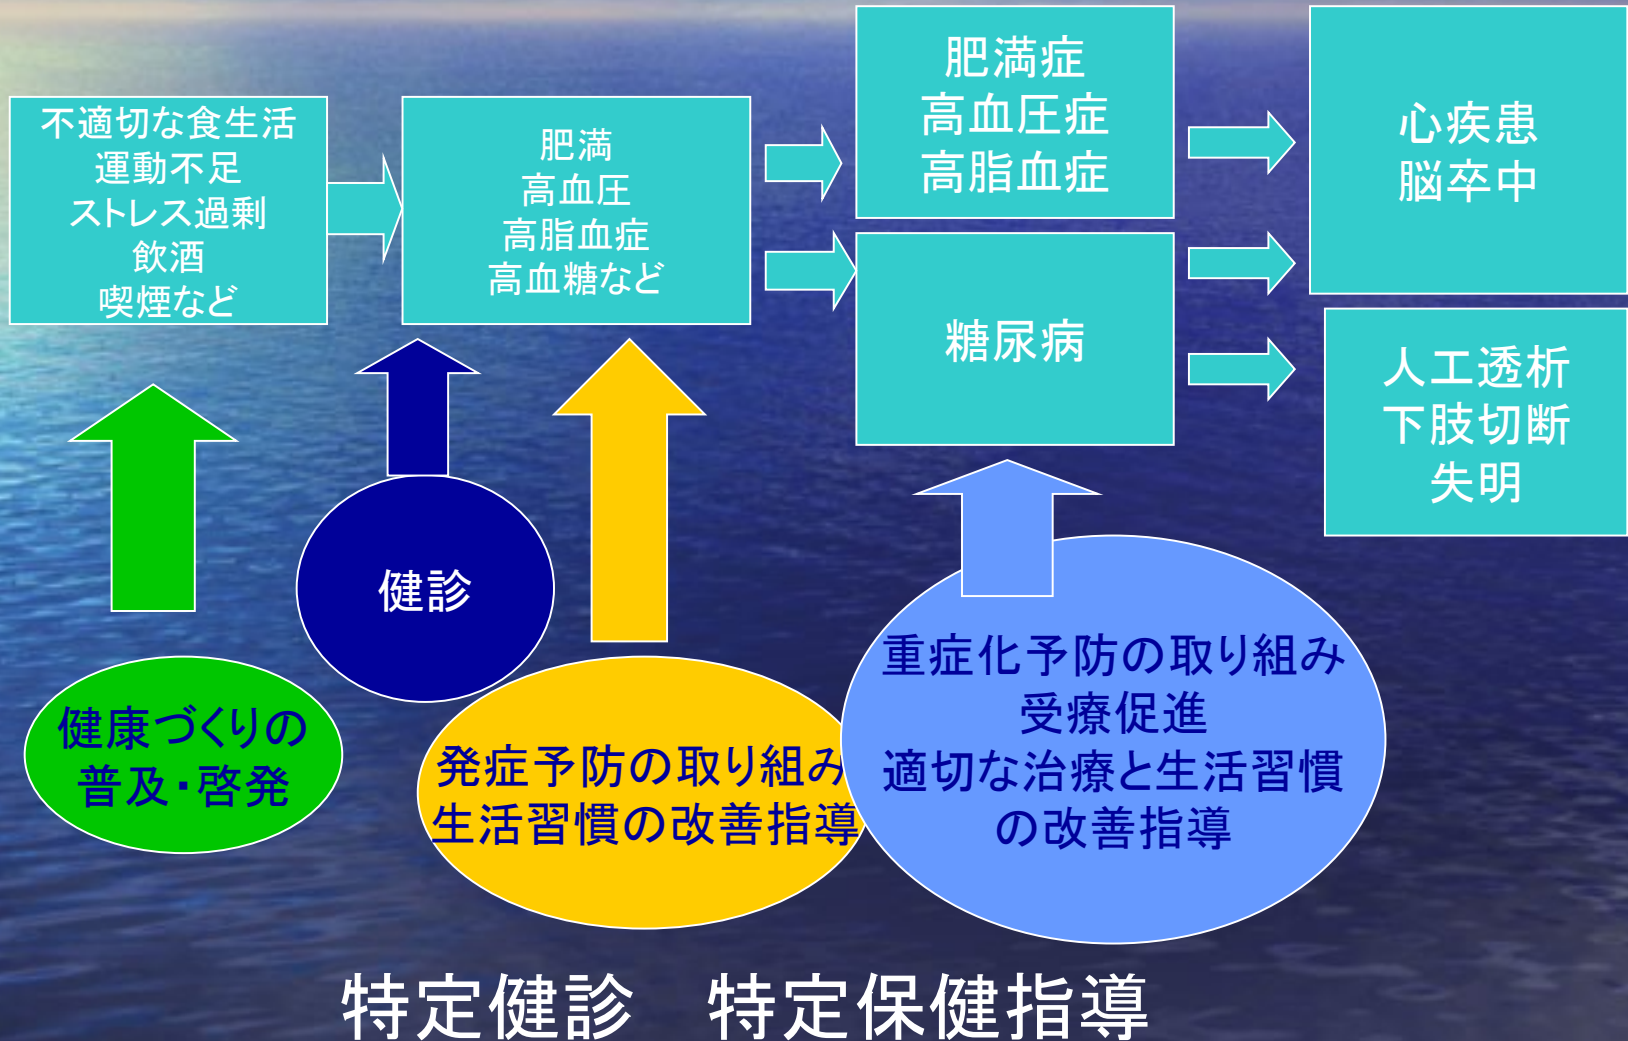 不適切な食生活
運動不足
ストレス過剰
飲酒
喫煙など
肥満
高血圧
高脂血症
高血糖など
肥満症
高血圧症
高脂血症
糖尿病
心疾患
脳卒中
人工透析
下肢切断
失明
健康づくりの
普及・啓発
健診
発症予防の取り組み
生活習慣の改善指導
重症化予防の取り組み
受療促進
適切な治療と生活習慣
の改善指導
特定健診　特定保健指導